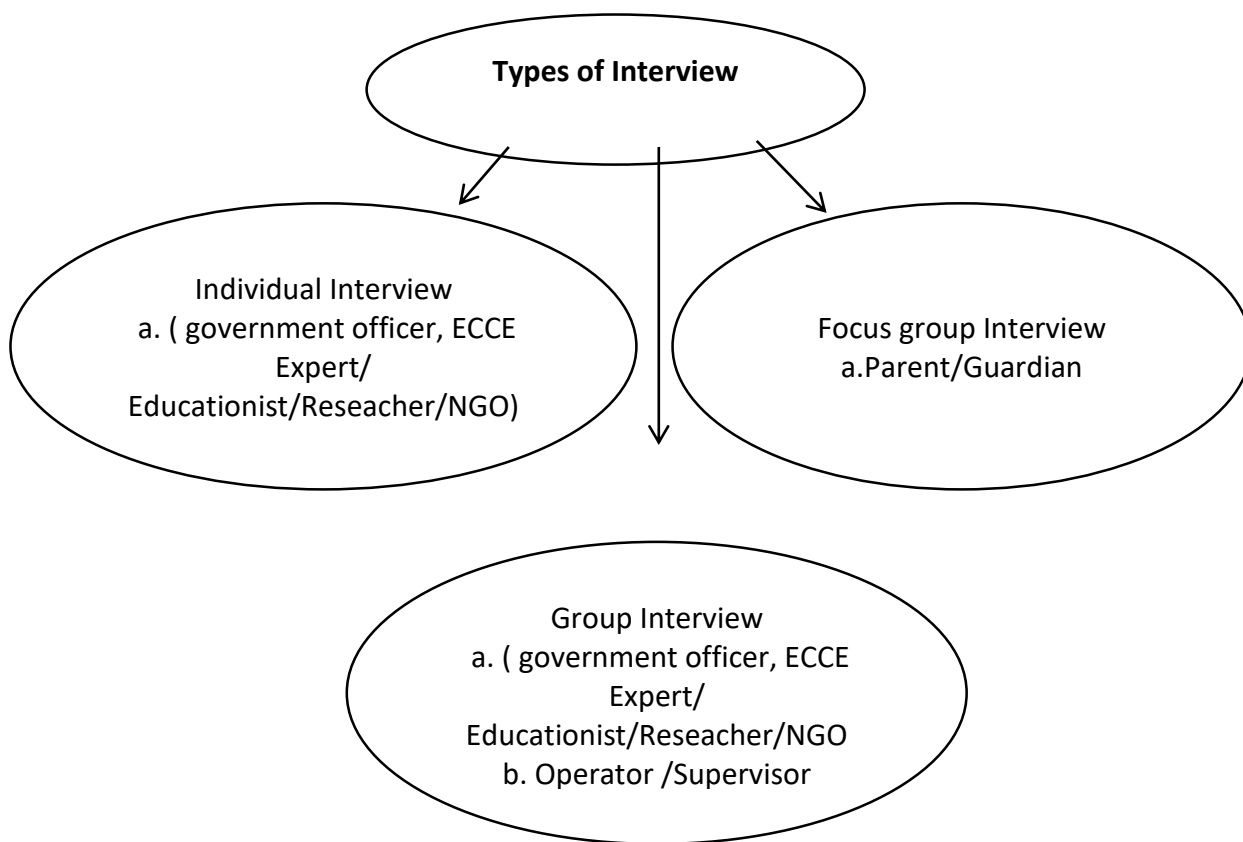 Types of Interview
Individual Interview
a. ( government officer, ECCE
Expert/
Educationist/Reseacher/NGO)
Focus group Interview
a.Parent/Guardian
Group Interview
a. ( government officer, ECCE
Expert/
Educationist/Reseacher/NGO
b. Operator /Supervisor